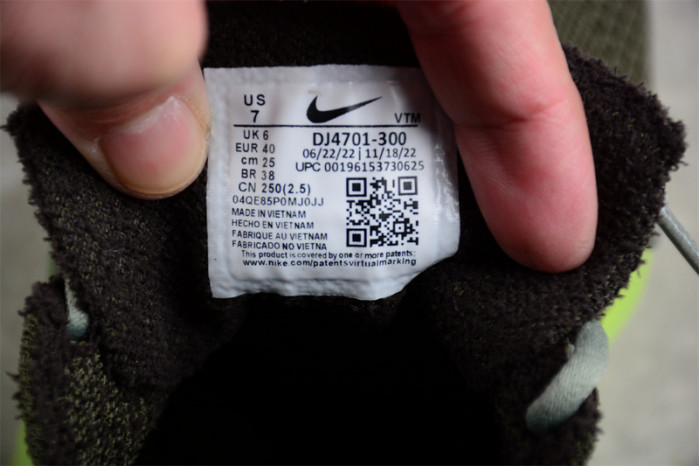 US
7
VTM
UK 6
EUR 40
cm 25
BR 38
CN 250(2.5)
DJ4701-300
06/22/22 | 11/18/22
UPC 00196153730625
04QE85P0MJ0JJ
MADE IN VIETNAM
HECHO EN VIETNAM
FABRIQUE AU VIETNAM
FABRICADO NO VIETNA
This product is covered by one or more patents:
www.nike.com/patentsvirtualmarking